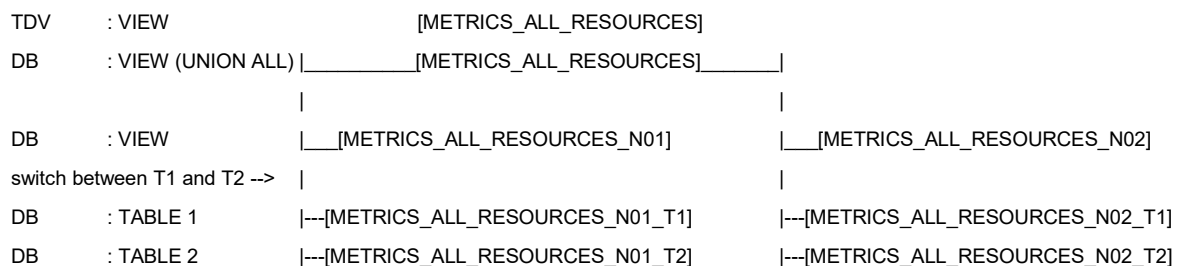 TDV : VIEW [METRICS_ALL_RESOURCES]
DB : VIEW (UNION ALL) |__________[METRICS_ALL_RESOURCES]_______|
| |
DB : VIEW |___[METRICS_ALL_RESOURCES_N01] |___[METRICS_ALL_RESOURCES_N02]
switch between T1 and T2 --> | |
DB : TABLE 1 |---[METRICS_ALL_RESOURCES_N01_T1] |---[METRICS_ALL_RESOURCES_N02_T1]
DB : TABLE 2 |---[METRICS_ALL_RESOURCES_N01_T2] |---[METRICS_ALL_RESOURCES_N02_T2]